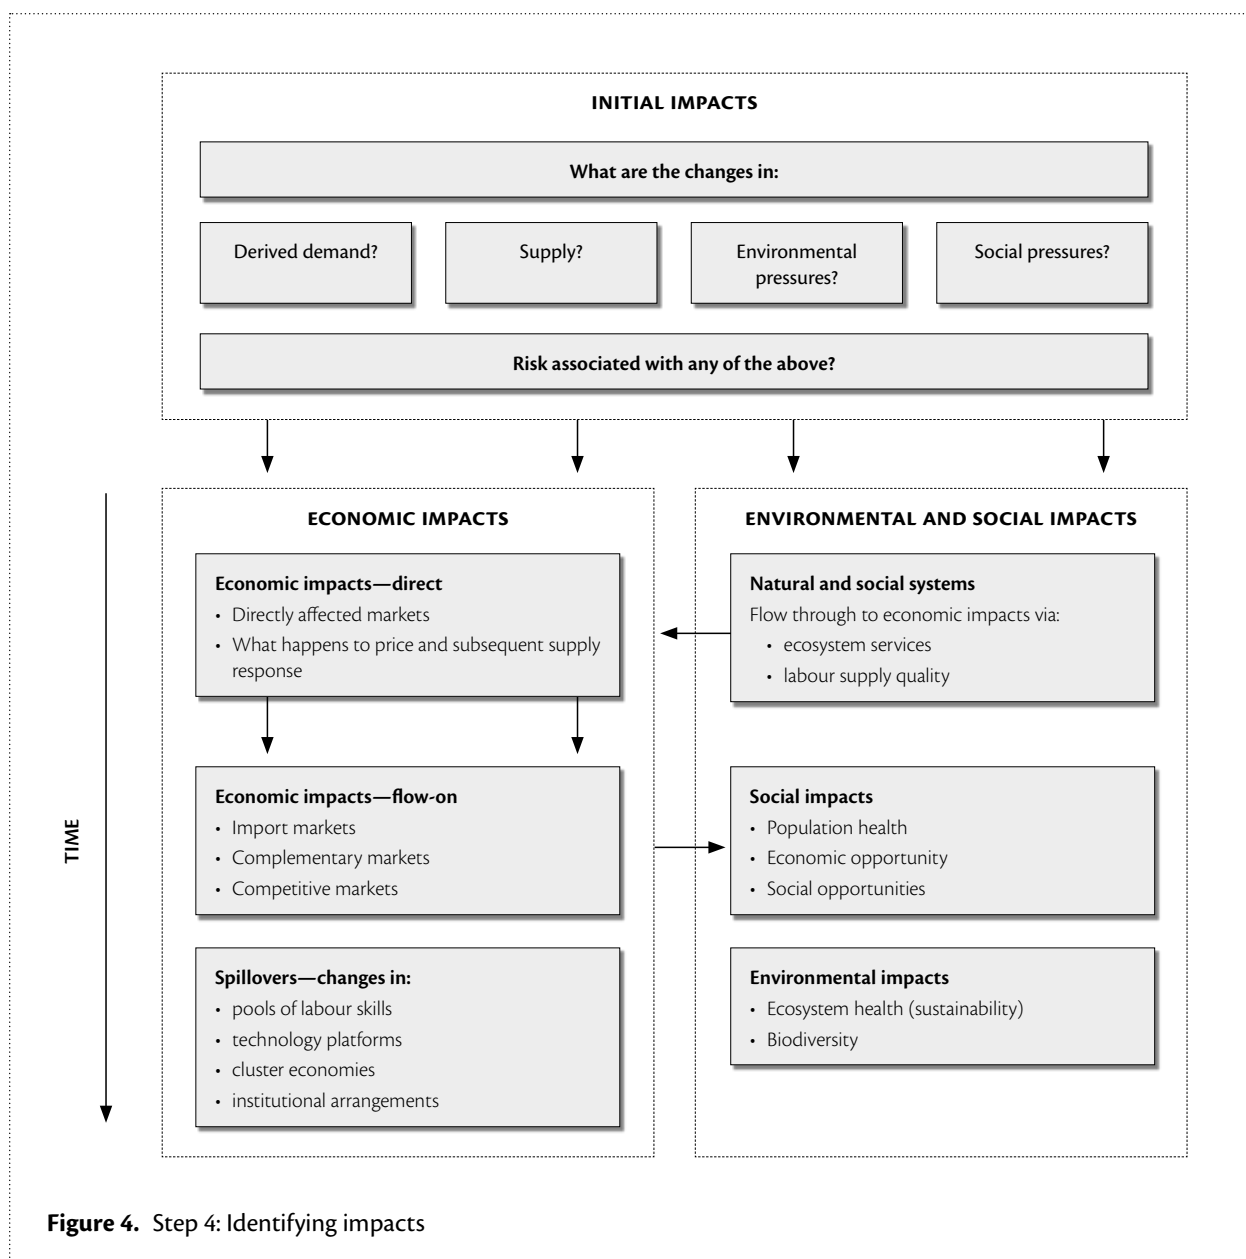 INITIAL IMPACTS
What are the changes in:
Derived demand?
Supply?
Environmental
pressures?
Social pressures?
Risk associated with any of the above?
TIME
ECONOMIC IMPACTS
Economic impacts—direct
• Directly affected markets
• What happens to price and subsequent supply
response
Economic impacts—flow-on
• Import markets
• Complementary markets
• Competitive markets
Spillovers—changes in:
• pools of labour skills
• technology platforms
• cluster economies
• institutional arrangements
ENVIRONMENTAL AND SOCIAL IMPACTS
Natural and social systems
Flow through to economic impacts via:
• ecosystem services
• labour supply quality
Social impacts
• Population health
• Economic opportunity
• Social opportunities
Environmental impacts
• Ecosystem health (sustainability)
• Biodiversity
Figure 4. Step 4: Identifying impacts